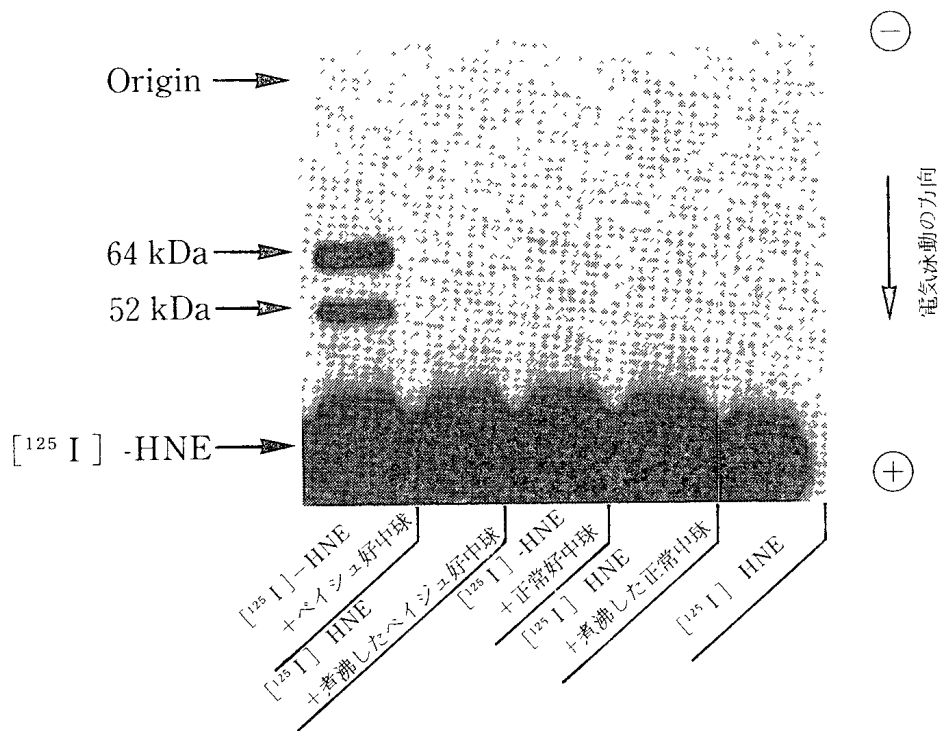 Origin
64 kDa
52 kDa
[¹²⁵I] -HNE
⊖
電気泳動の方向
⊕
[¹²⁵I]-HNE
+ベイジュ好中球
[¹²⁵I] HNE
+煮沸したベイジュ好中球
[¹²⁵I] -HNE
+正常好中球
[¹²⁵I] HNE
+煮沸した正常中球
[¹²⁵I] HNE